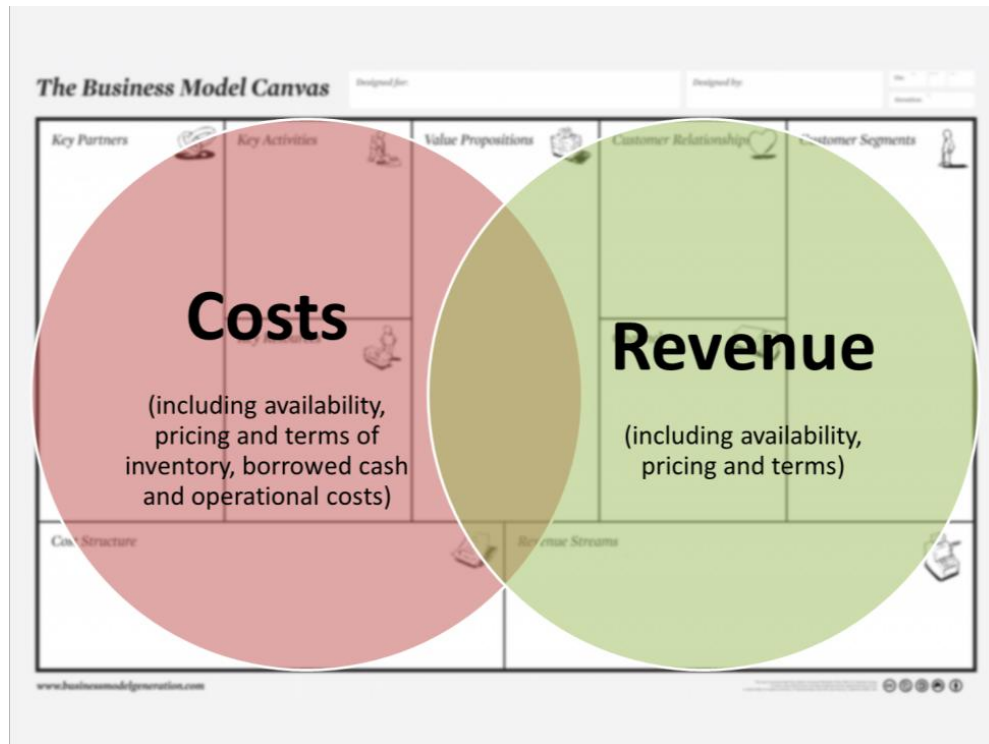 The Business Model Canvas
Designed for:
Designed by:
Key Partners
Key Activities
Value Propositions
Customer Relationships
Customer Segments
Costs
(including availability,
pricing and terms of
inventory, borrowed cash
and operational costs)
Revenue
(including availability,
pricing and terms)
Cost Structure
Revenue Streams
www.businessmodelgeneration.com